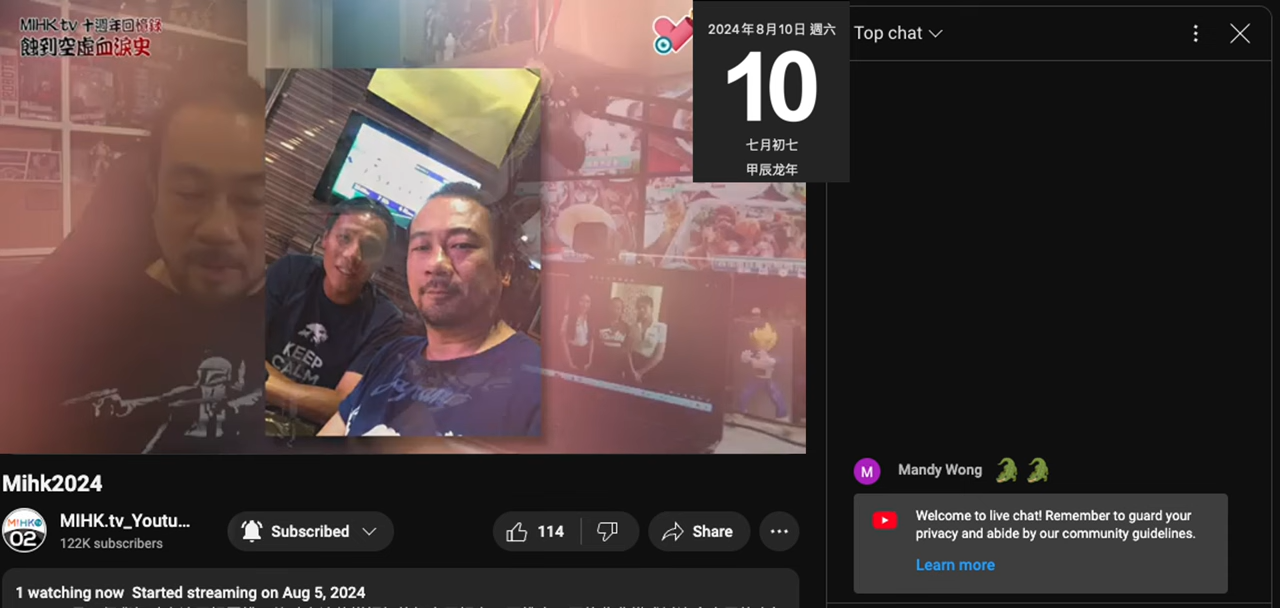 MIHK.tv 十週年回憶錄
蝕到空虛血淚史
2024年8月10日 週六
10
七月初七
甲辰龙年
Top chat
KEEP
CALM
Mihk2024
MIHK.tv_Youtu...
122K subscribers
MIHK
02
Subscribed
114
Share
1 watching now Started streaming on Aug 5, 2024
M
Mandy Wong 🐊 🐊
Welcome to live chat! Remember to guard your
privacy and abide by our community guidelines.
Learn more